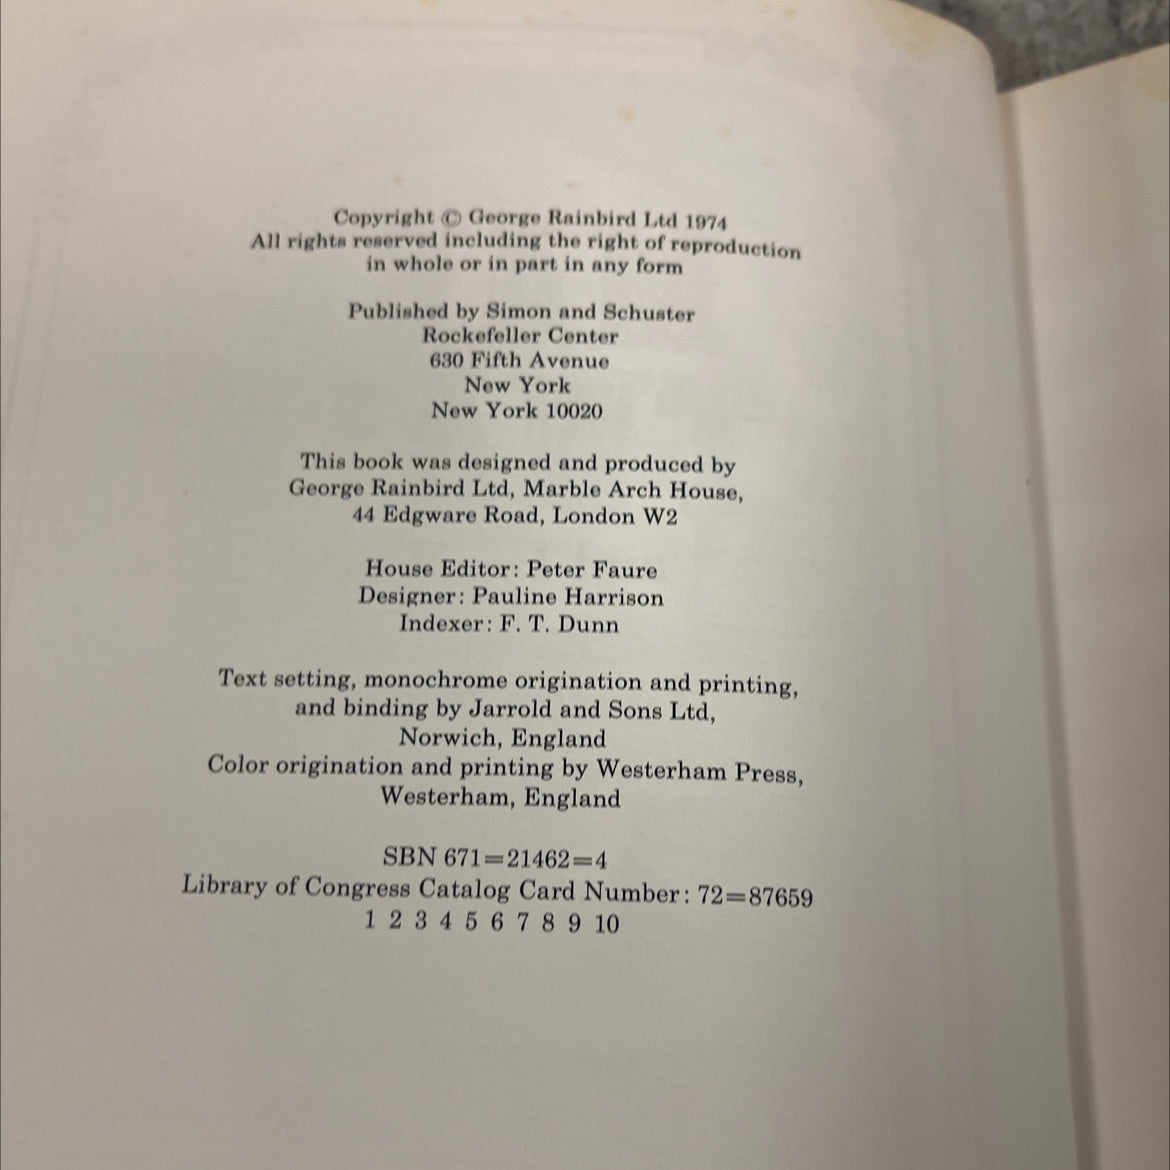 Copyright © George Rainbird Ltd 1974
All rights reserved including the right of reproduction
in whole or in part in any form
Published by Simon and Schuster
Rockefeller Center
630 Fifth Avenue
New York
New York 10020
This book was designed and produced by
George Rainbird Ltd, Marble Arch House,
44 Edgware Road, London W2
House Editor: Peter Faure
Designer: Pauline Harrison
Indexer: F. T. Dunn
Text setting, monochrome origination and printing,
and binding by Jarrold and Sons Ltd,
Norwich, England
Color origination and printing by Westerham Press,
Westerham, England
SBN 671=21462=4
Library of Congress Catalog Card Number: 72=87659
1 2 3 4 5 6 7 8 9 10